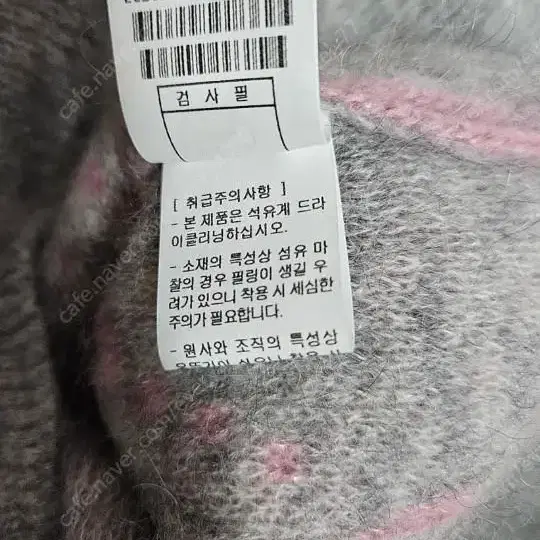 검 사 필
[ 취급주의사항 ]
- 본 제품은 석유계 드라
이클리닝하십시오.
- 소재의 특성상 섬유 마
찰의 경우 필링이 생길 우
려가 있으니 착용 시 세심한
주의가 필요합니다.
- 원사와 조직의 특성상
cafe.naver